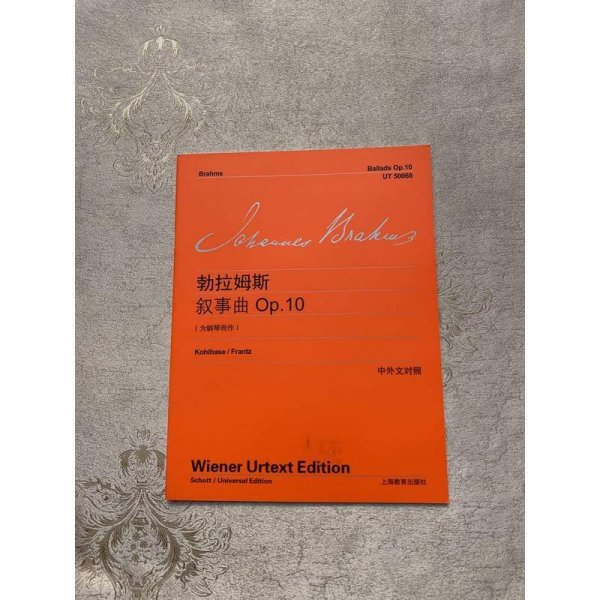 Brahms
Ballads Op.10
UT 50068
Johannes Brahms
勃拉姆斯
叙事曲 Op.10
(为钢琴而作)
Kohlhase / Frantz
中外文对照
Wiener Urtext Edition
Schott / Universal Edition
上海教育出版社